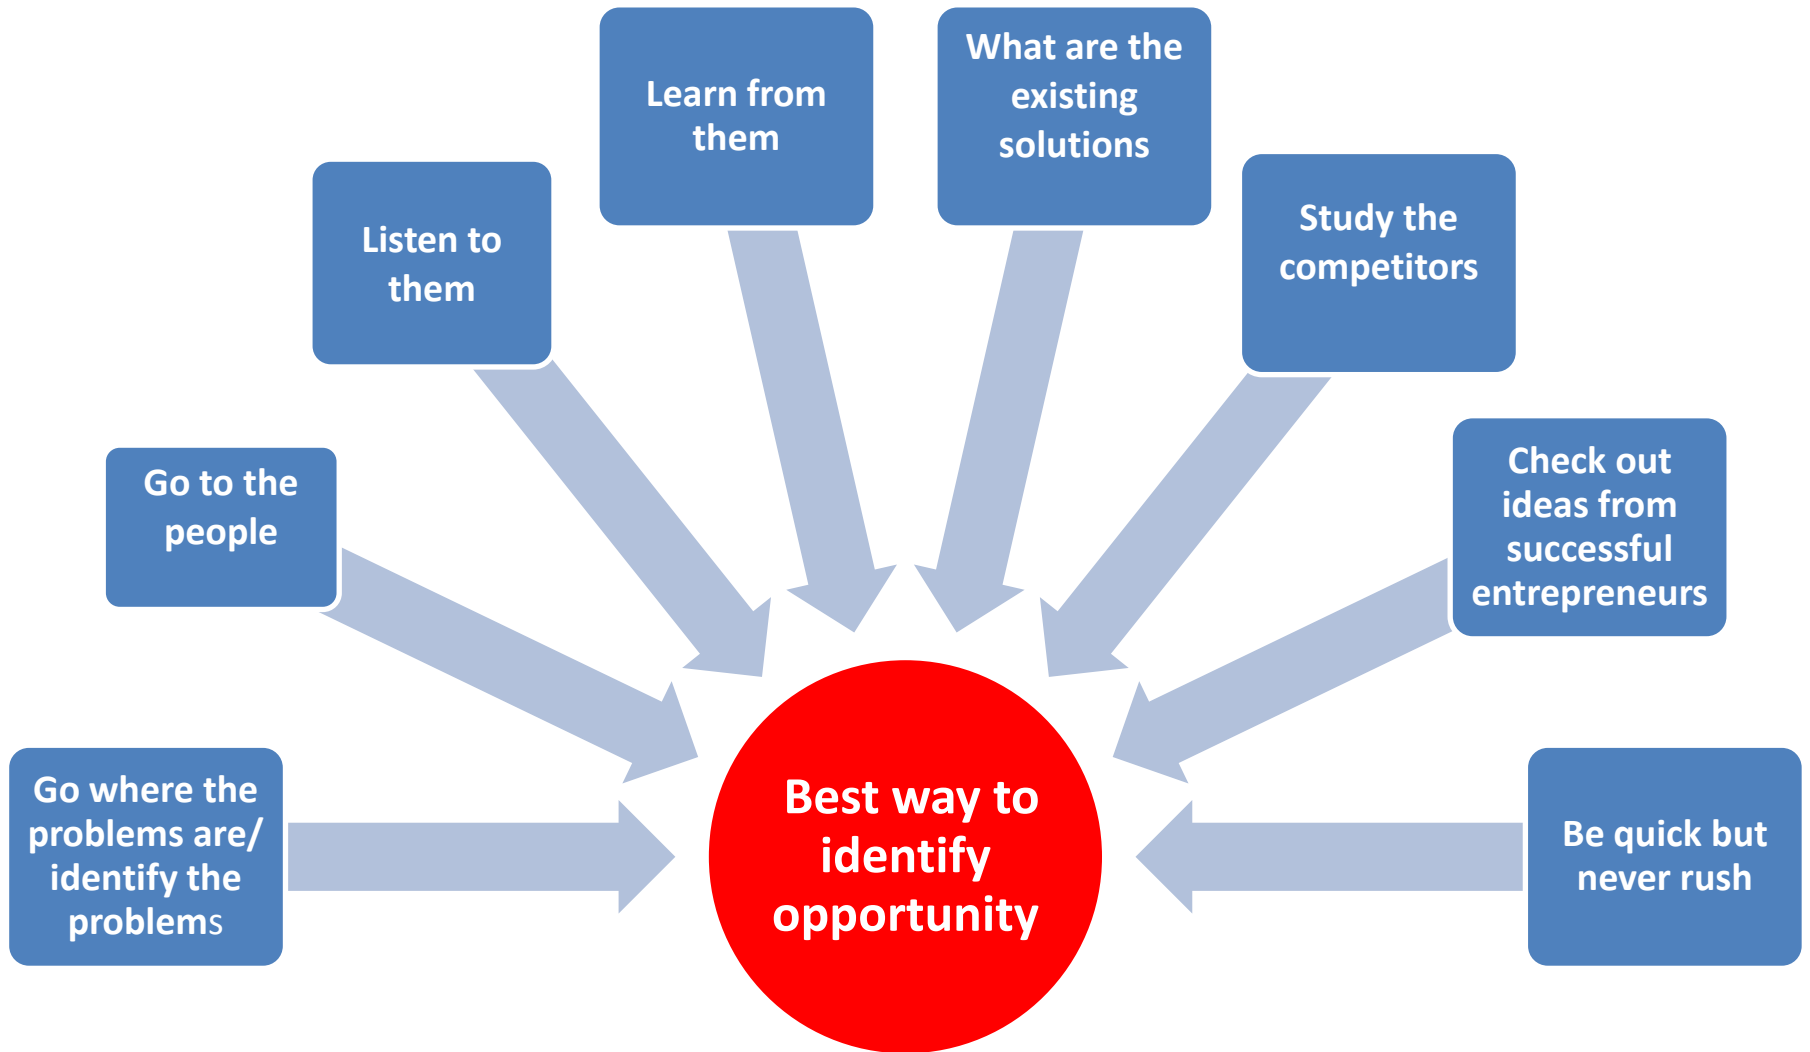 Go where the
problems are/
identify the
problems
Go to the
people
Listen to
them
Learn from
them
What are the
existing
solutions
Study the
competitors
Check out
ideas from
successful
entrepreneurs
Be quick but
never rush
Best way to
identify
opportunity